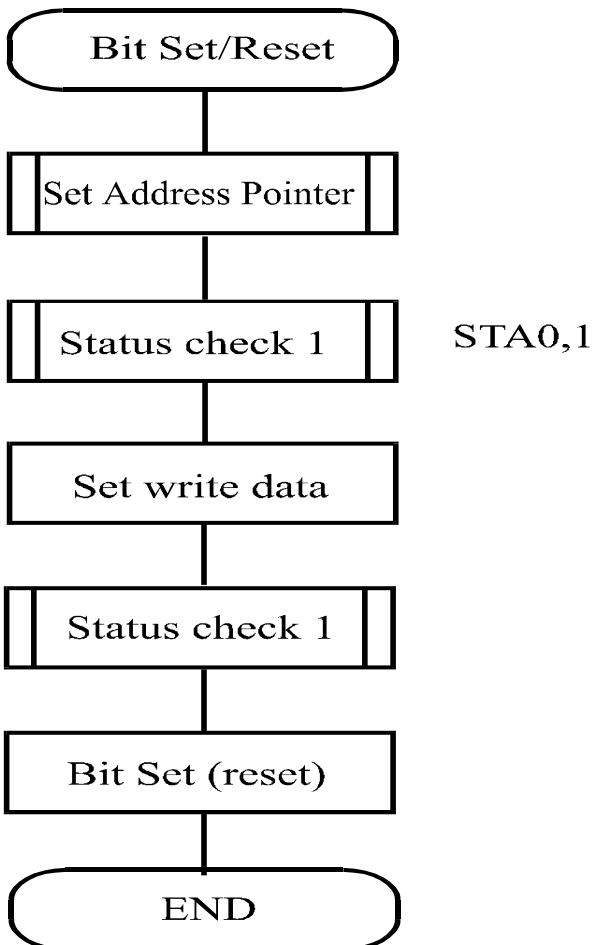 Bit Set/Reset
Set Address Pointer
Status check 1
STA0,1
Set write data
Status check 1
Bit Set (reset)
END